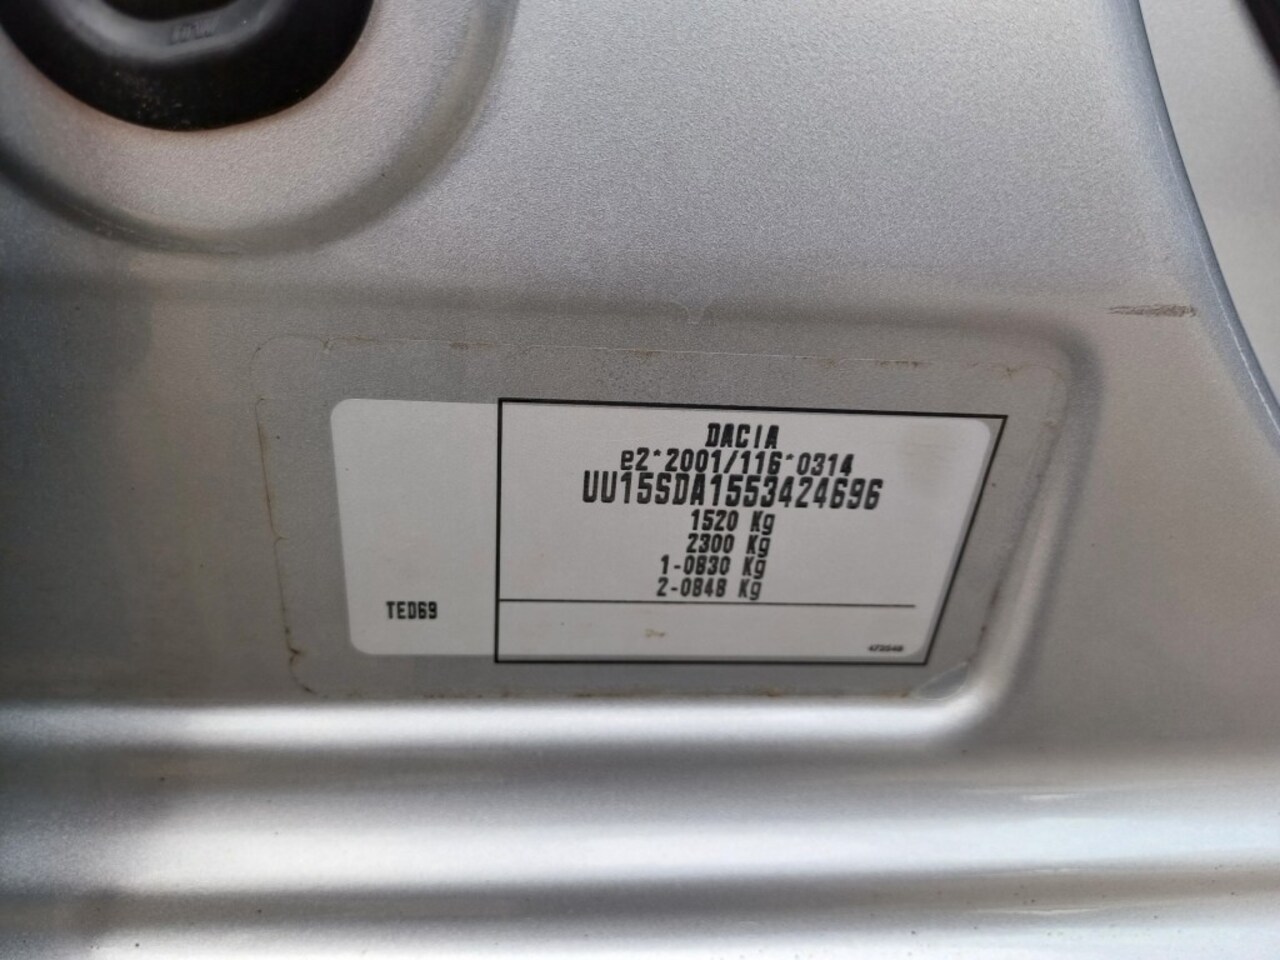 DACIA
e2*2001/116*0314
UU15SDA1553424696
1520 Kg
2300 Kg
1-0830 Kg
2-0848 Kg
TED69